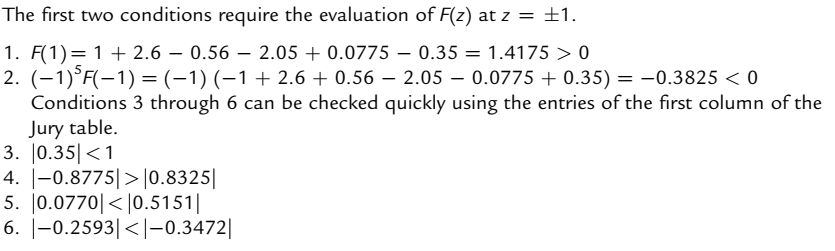 The first two conditions require the evaluation of F(z) at z = ±1.
1. F(1)= 1 + 2.6 − 0.56 − 2.05 + 0.0775 − 0.35 = 1.4175 > 0
2. (−1)⁵F(−1) = (−1) (−1 + 2.6 + 0.56 − 2.05 − 0.0775 + 0.35) = −0.3825 < 0
Conditions 3 through 6 can be checked quickly using the entries of the first column of the
Jury table.
3. |0.35| < 1
4. |−0.8775| > |0.8325|
5. |0.0770| < |0.5151|
6. |−0.2593| < |−0.3472|